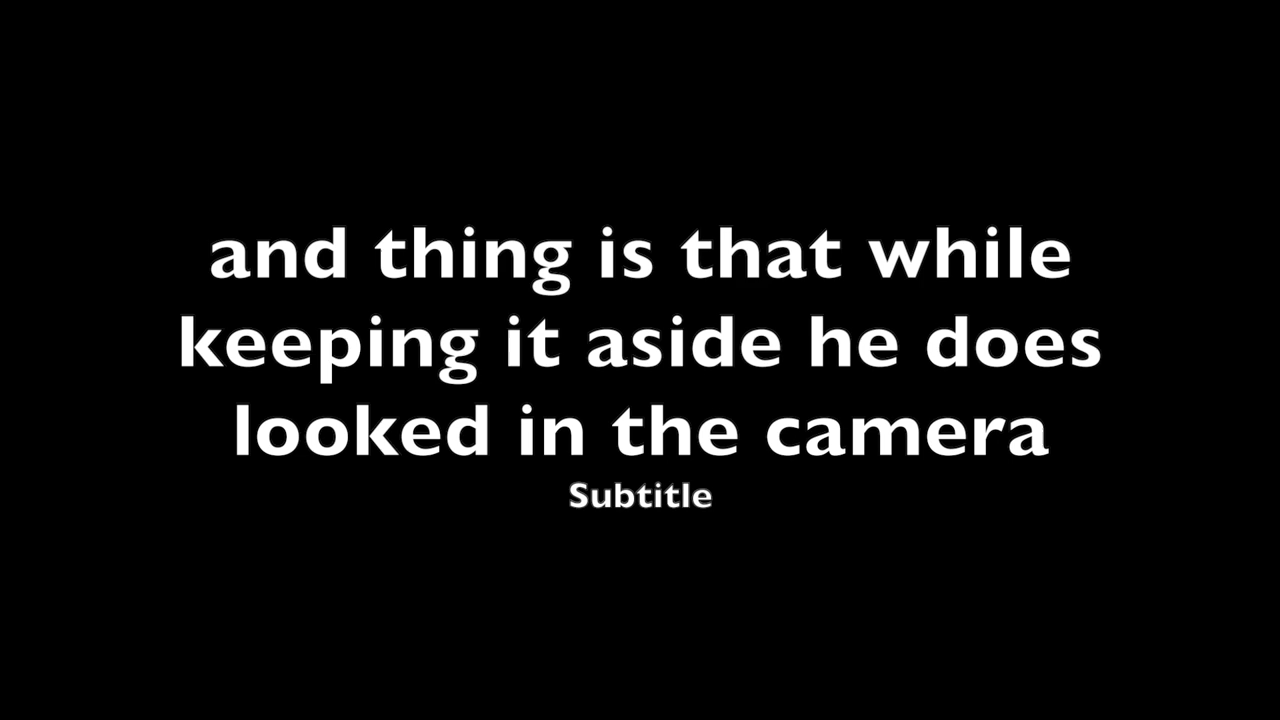 and thing is that while
keeping it aside he does
looked in the camera
Subtitle